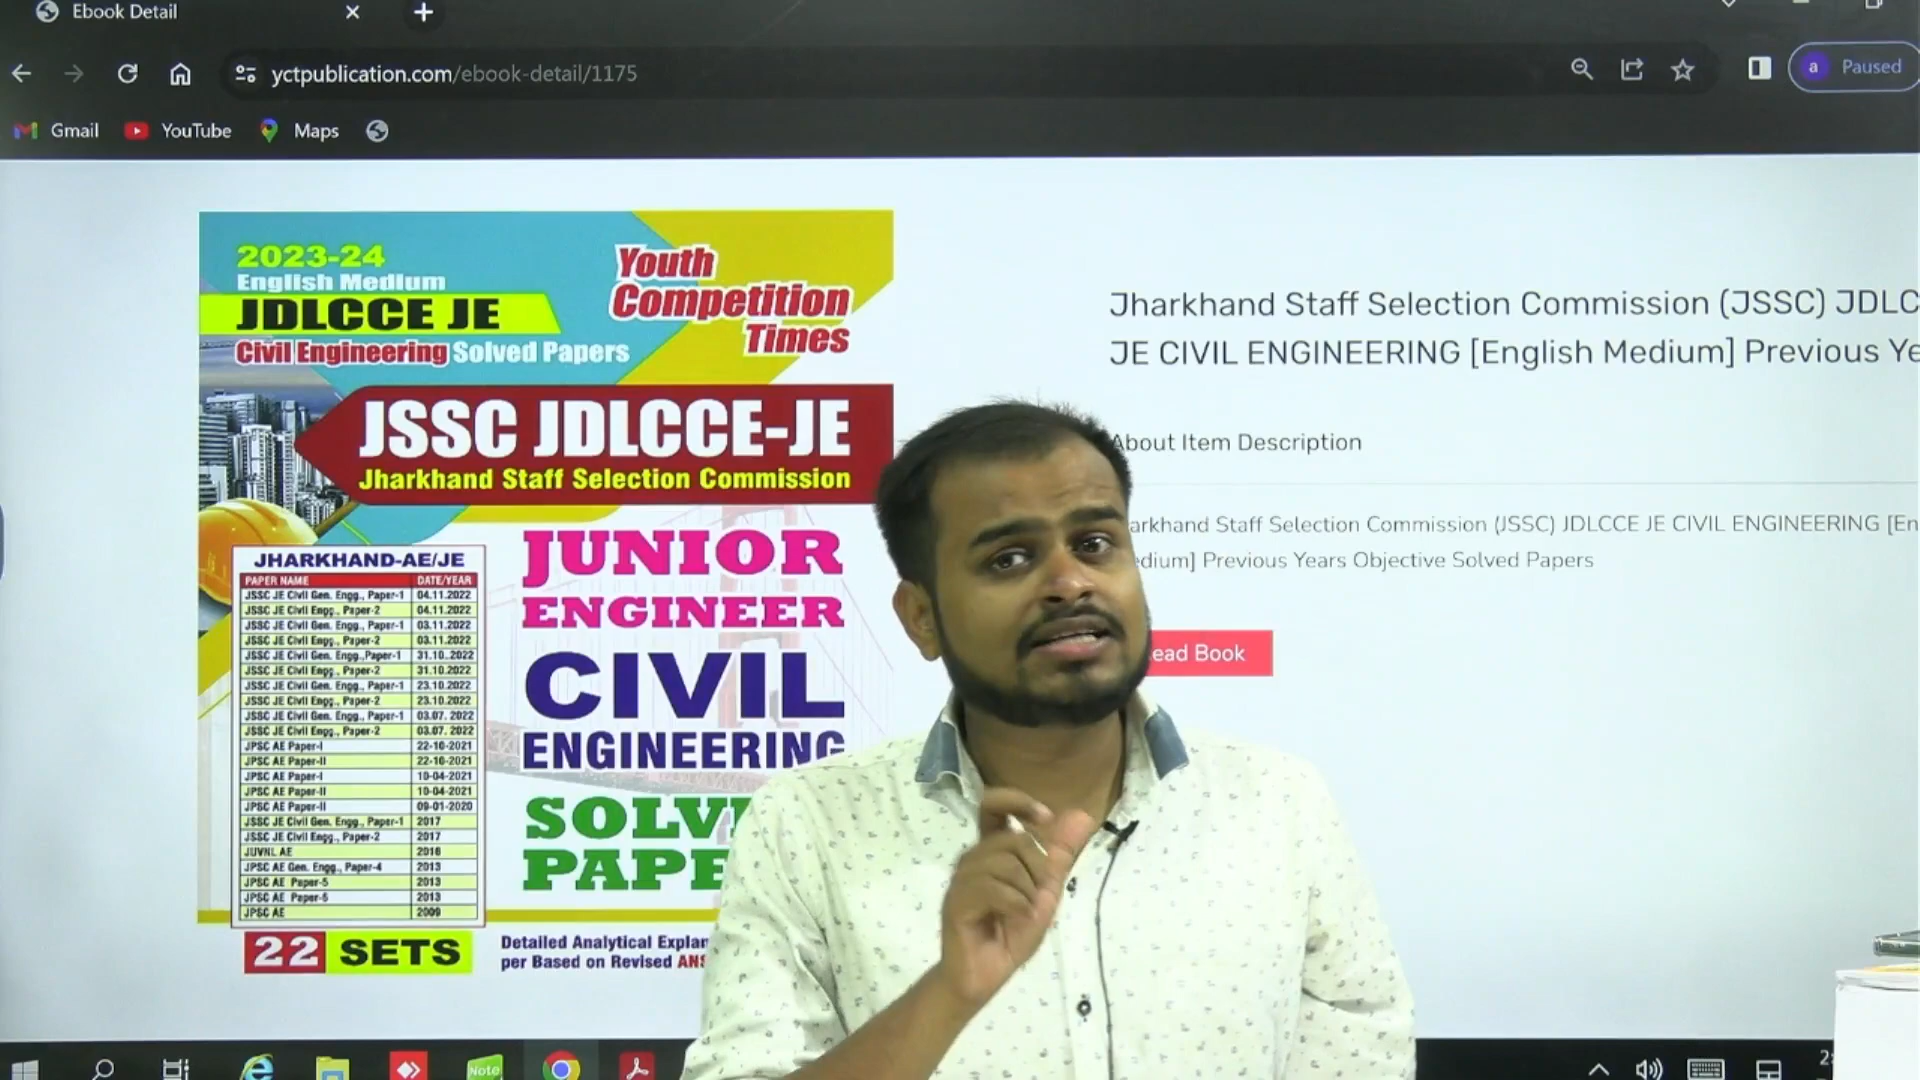 Ebook Detail
yctpublication.com/ebook-detail/1175
a Paused
Gmail YouTube Maps
2023-24
English Medium
JDLCCE JE
Civil Engineering Solved Papers
Youth
Competition
Times
JSSC JDLCCE-JE
Jharkhand Staff Selection Commission
JUNIOR
ENGINEER
CIVIL
ENGINEERING
SOLV
PAPE
JHARKHAND-AE/JE
PAPER NAME DATE/YEAR
JSSC JE Civil Gen. Engg., Paper-1 04.11.2022
JSSC JE Civil Engg., Paper-2 04.11.2022
JSSC JE Civil Gen. Engg., Paper-1 03.11.2022
JSSC JE Civil Engg., Paper-2 03.11.2022
JSSC JE Civil Gen. Engg.,Paper-1 31.10..2022
JSSC JE Civil Engg., Paper-2 31.10.2022
JSSC JE Civil Gen. Engg., Paper-1 23.10.2022
JSSC JE Civil Engg., Paper-2 23.10.2022
JSSC JE Civil Gen. Engg., Paper-1 03.07. 2022
JSSC JE Civil Engg., Paper-2 03.07. 2022
JPSC AE Paper-I 22-10-2021
JPSC AE Paper-II 22-10-2021
JPSC AE Paper-I 10-04-2021
JPSC AE Paper-II 10-04-2021
JPSC AE Paper-II 09-01-2020
JSSC JE Civil Gen. Engg., Paper-1 2017
JSSC JE Civil Engg., Paper-2 2017
JUVNL AE 2016
JPSC AE Gen. Engg., Paper-4 2013
JPSC AE Paper-5 2013
JPSC AE Paper-6 2013
JPSC AE 2009
22 SETS
Detailed Analytical Explan
per Based on Revised ANS
Jharkhand Staff Selection Commission (JSSC) JDLC
JE CIVIL ENGINEERING [English Medium] Previous Ye
About Item Description
arkhand Staff Selection Commission (JSSC) JDLCCE JE CIVIL ENGINEERING [En
edium] Previous Years Objective Solved Papers
ead Book
Note